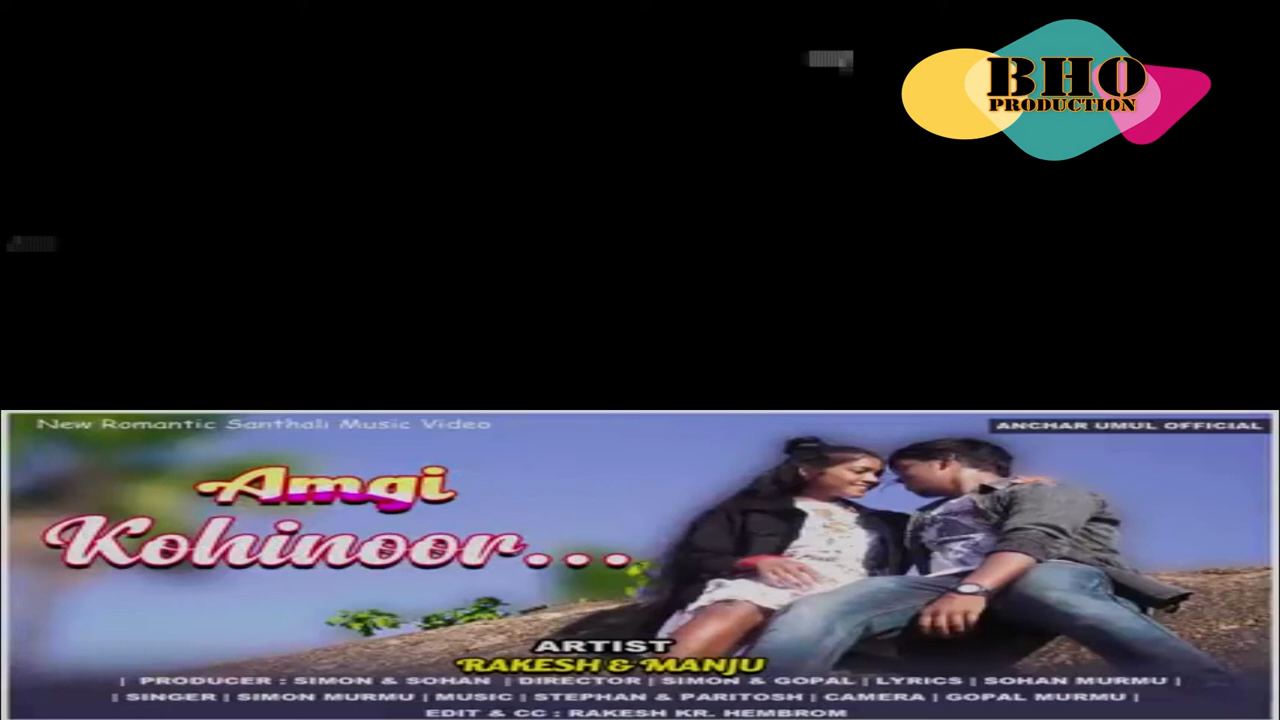 BHO
PRODUCTION
New Romantic Santhali Music Video
ANCHAR UMUL OFFICIAL
Amgi
Kohinoor...
ARTIST
RAKESH & MANJU
| PRODUCER : SIMON & SOHAN | DIRECTOR | SIMON & GOPAL | LYRICS | SOHAN MURMU |
| SINGER | SIMON MURMU | MUSIC | STEPHAN & PARITOSH | CAMERA | GOPAL MURMU |
EDIT & CC : RAKESH KR. HEMBROM